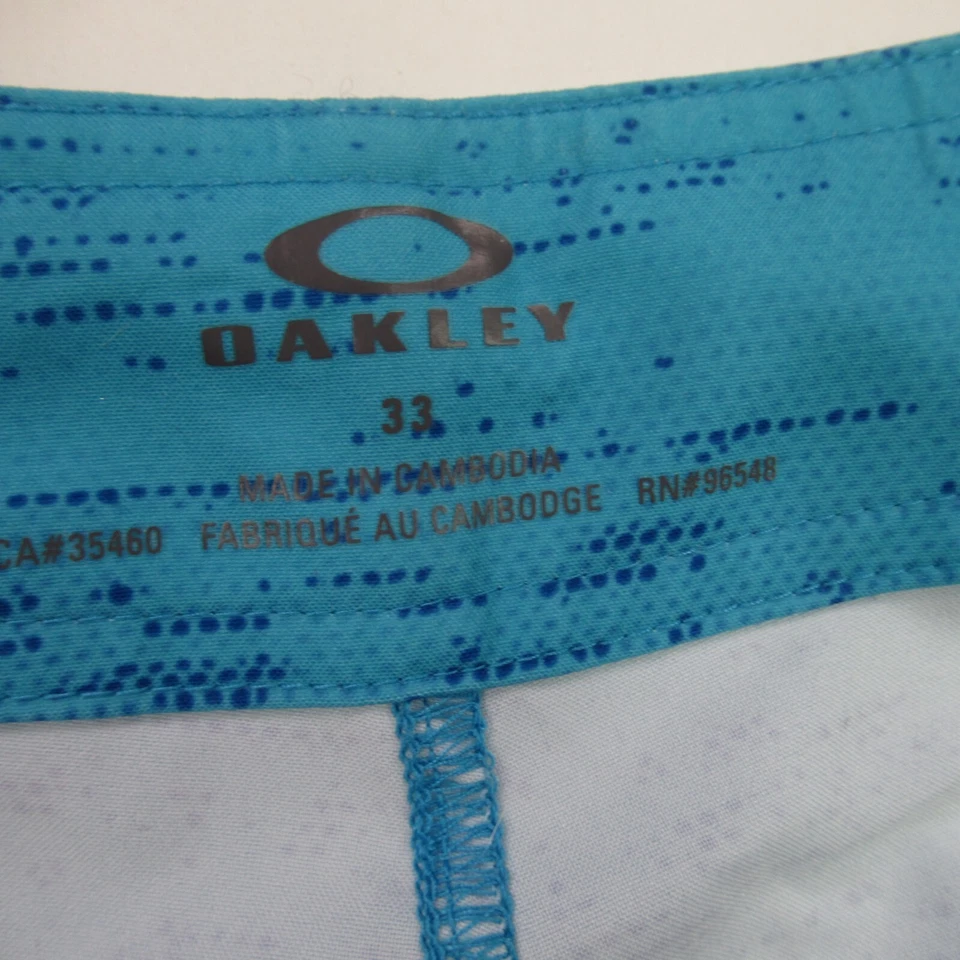 OAKLEY
33
MADE IN CAMBODIA
CA#35460 FABRIQUÉ AU CAMBODGE RN#96548